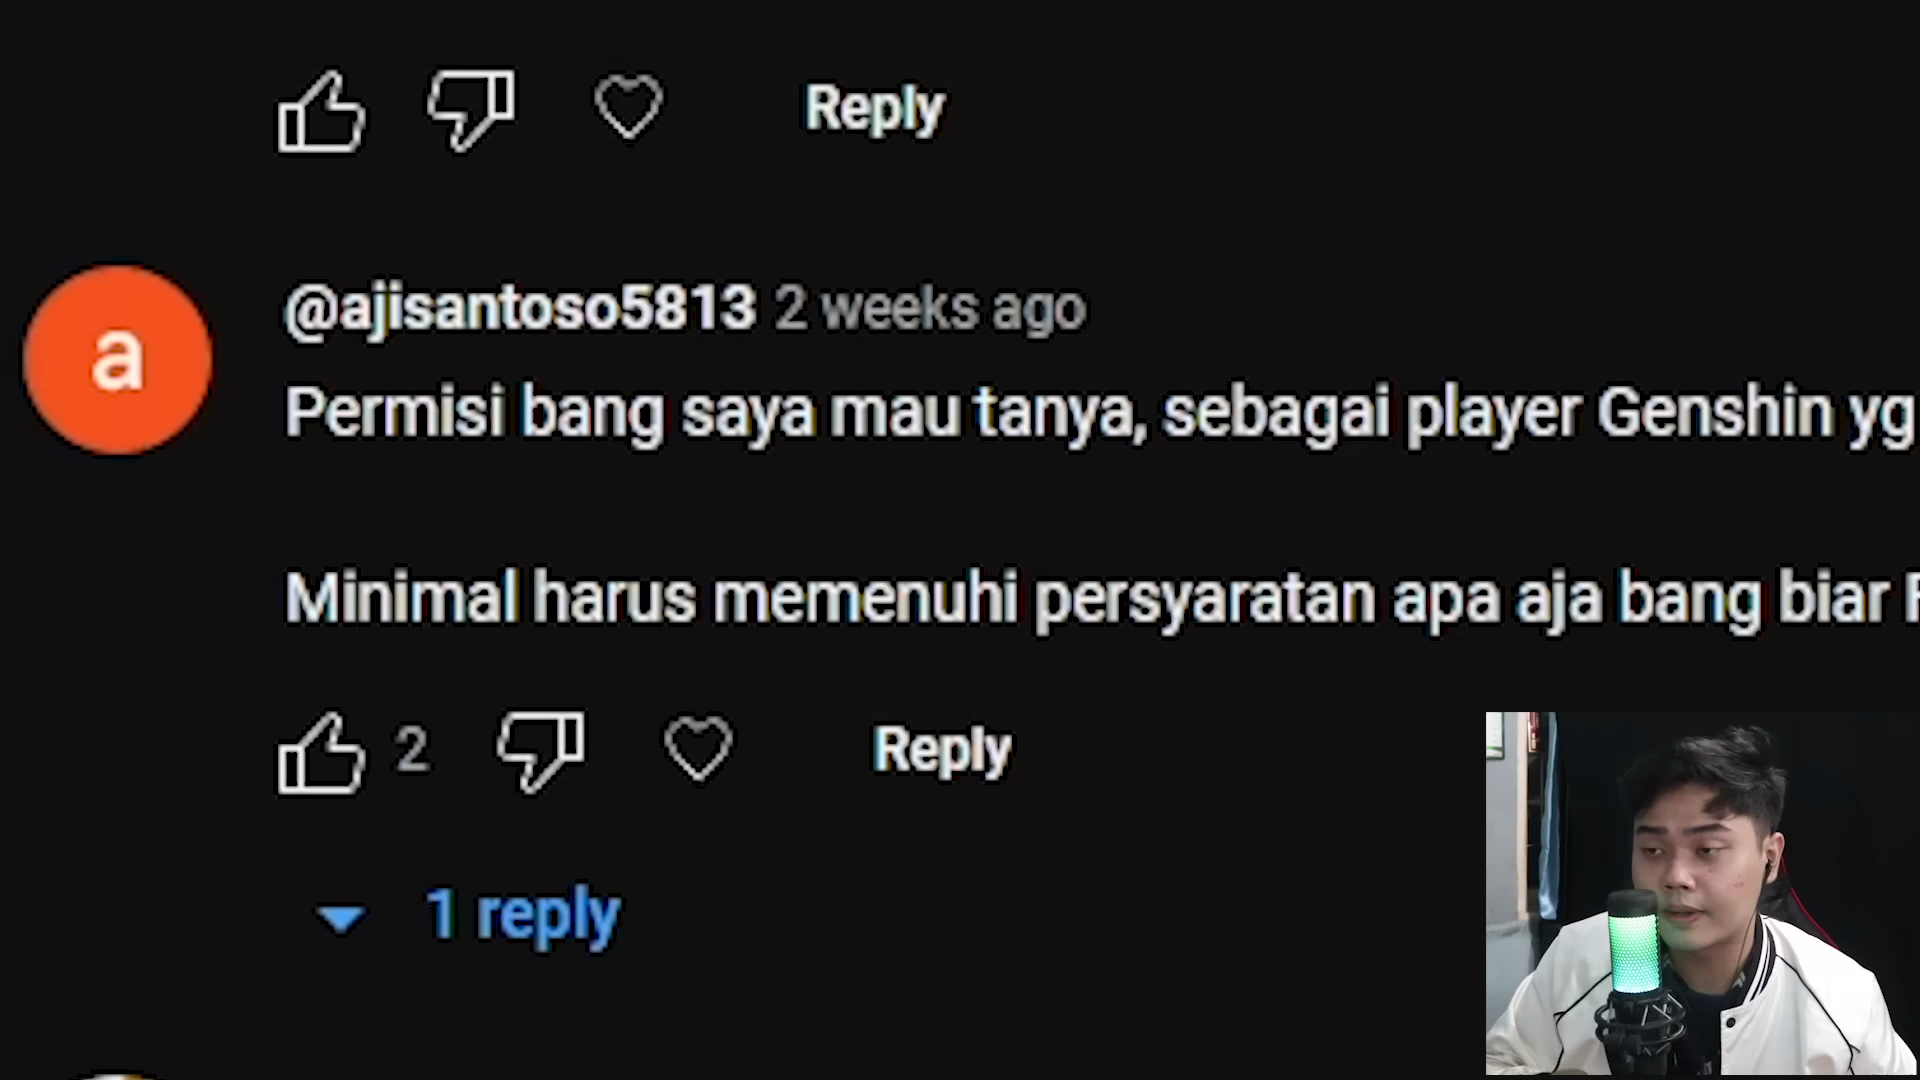 Reply
a
@ajisantoso5813 2 weeks ago
Permisi bang saya mau tanya, sebagai player Genshin yg
Minimal harus memenuhi persyaratan apa aja bang biar
2 Reply
1 reply